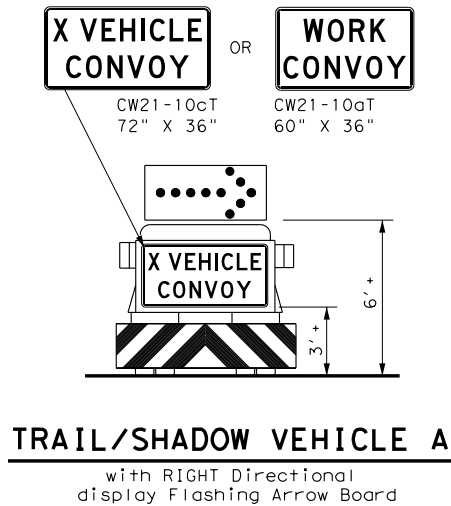 X VEHICLE
CONVOY
OR
WORK
CONVOY
CW21-10cT
72" X 36"
CW21-10aT
60" X 36"
X VEHICLE
CONVOY
6' +
3' +
TRAIL/SHADOW VEHICLE A
with RIGHT Directional
display Flashing Arrow Board